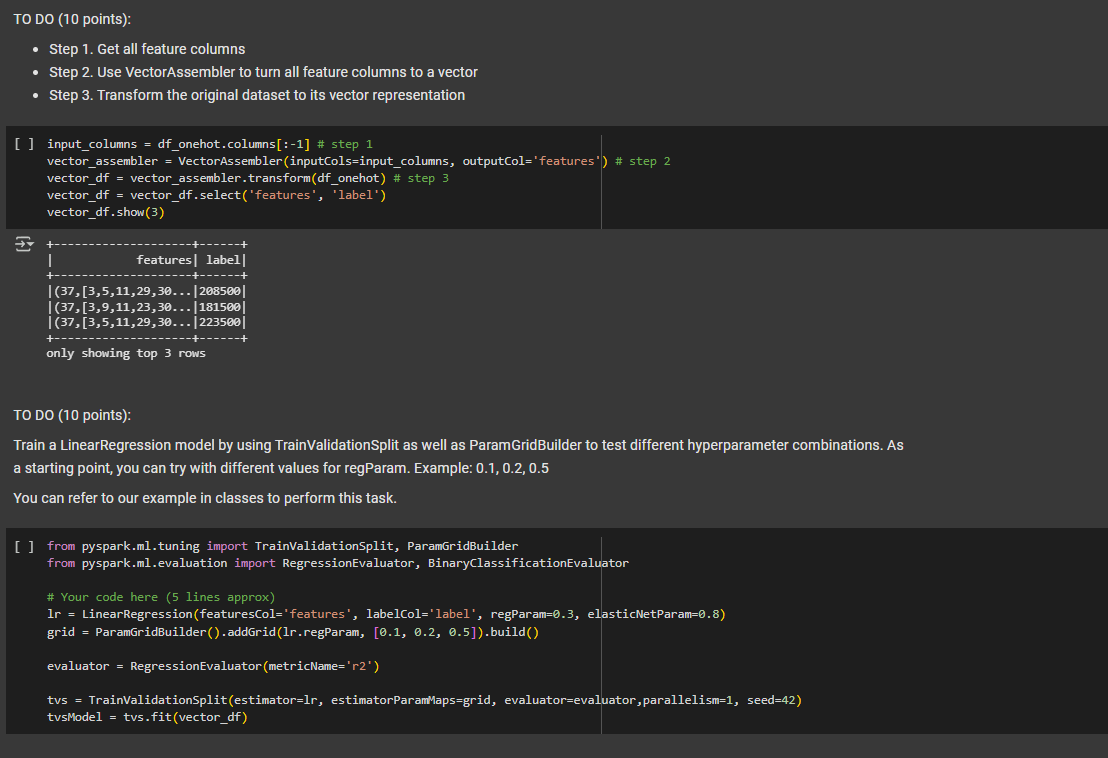 TO DO (10 points):
• Step 1. Get all feature columns
• Step 2. Use VectorAssembler to turn all feature columns to a vector
• Step 3. Transform the original dataset to its vector representation
[ ] input_columns = df_onehot.columns[:-1] # step 1
vector_assembler = VectorAssembler(inputCols=input_columns, outputCol='features') # step 2
vector_df = vector_assembler.transform(df_onehot) # step 3
vector_df = vector_df.select('features', 'label')
vector_df.show(3)
+--------------------+------+
|            features| label|
+--------------------+------+
|(37,[3,5,11,29,30...|208500|
|(37,[3,9,11,23,30...|181500|
|(37,[3,5,11,29,30...|223500|
+--------------------+------+
only showing top 3 rows
TO DO (10 points):
Train a LinearRegression model by using TrainValidationSplit as well as ParamGridBuilder to test different hyperparameter combinations. As
a starting point, you can try with different values for regParam. Example: 0.1, 0.2, 0.5
You can refer to our example in classes to perform this task.
[ ] from pyspark.ml.tuning import TrainValidationSplit, ParamGridBuilder
from pyspark.ml.evaluation import RegressionEvaluator, BinaryClassificationEvaluator
# Your code here (5 lines approx)
lr = LinearRegression(featuresCol='features', labelCol='label', regParam=0.3, elasticNetParam=0.8)
grid = ParamGridBuilder().addGrid(lr.regParam, [0.1, 0.2, 0.5]).build()
evaluator = RegressionEvaluator(metricName='r2')
tvs = TrainValidationSplit(estimator=lr, estimatorParamMaps=grid, evaluator=evaluator,parallelism=1, seed=42)
tvsModel = tvs.fit(vector_df)